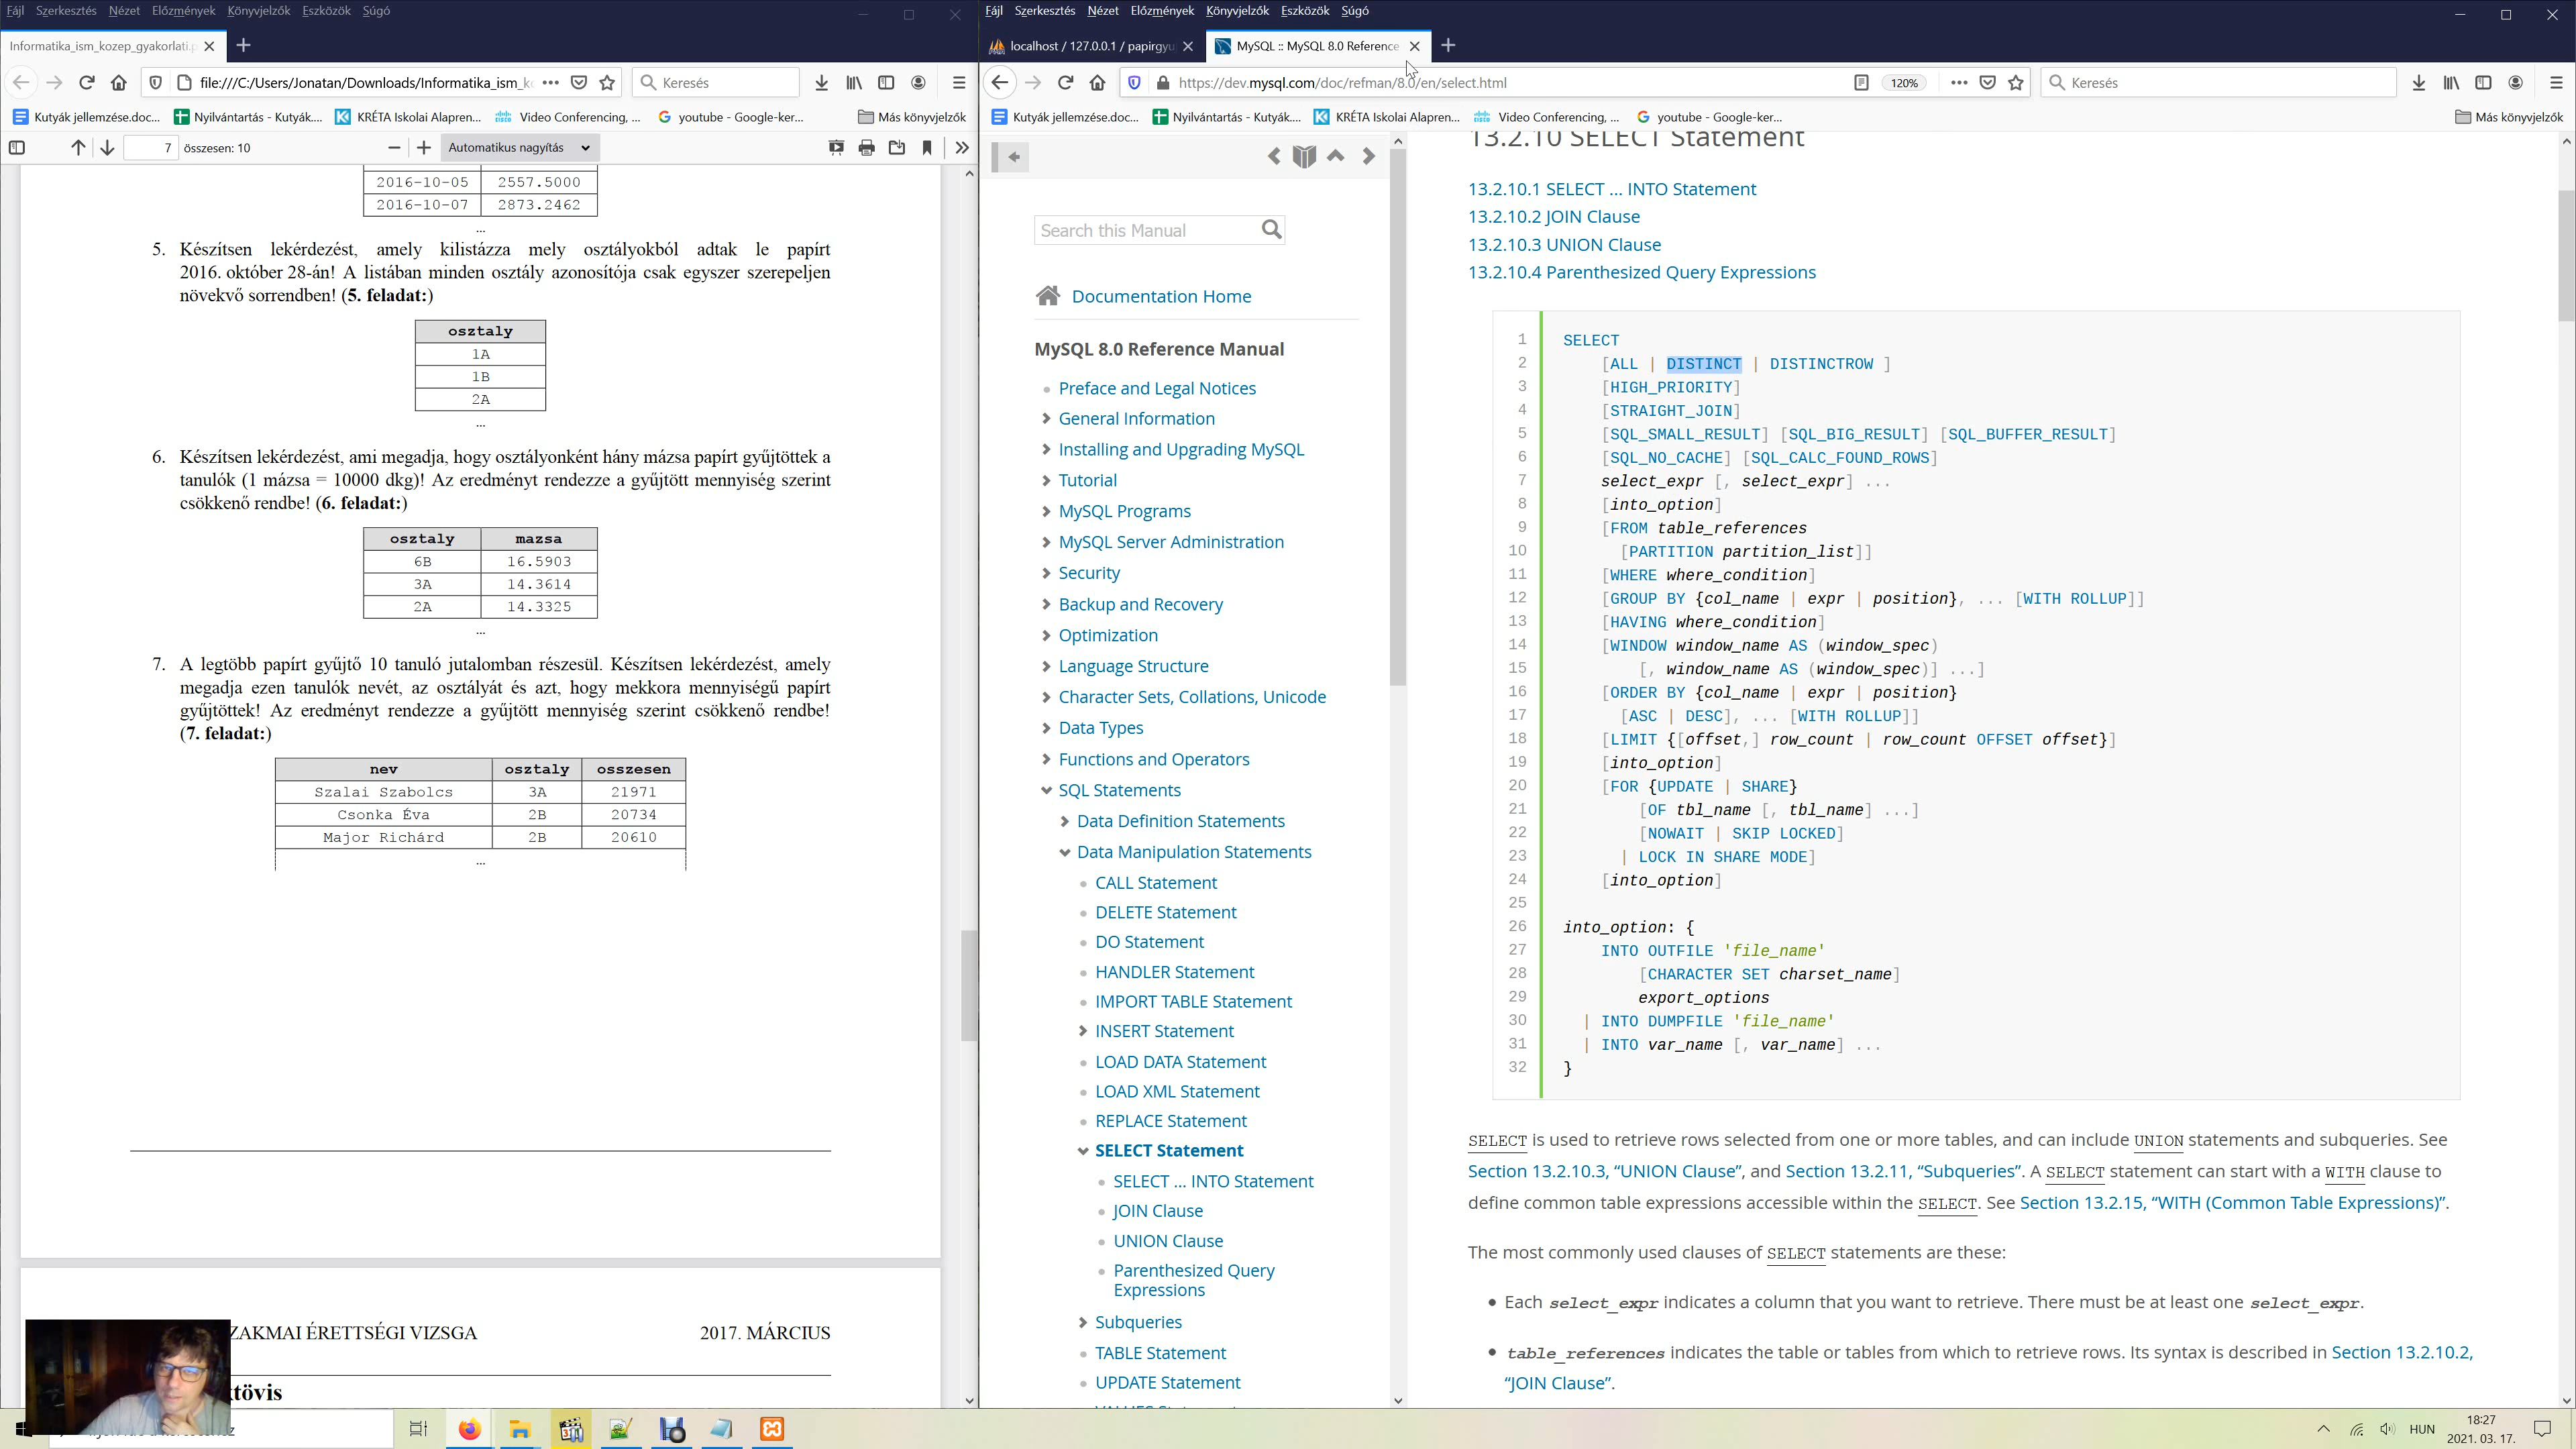 Fájl Szerkesztés Nézet Előzmények Könyvjelzők Eszközök Súgó
Informatika_ism_kozep_gyakorlati.p
file:///C:/Users/Jonatan/Downloads/Informatika_ism_k
Keresés
Kutyák jellemzése.doc... Nyilvántartás - Kutyák.... KRÉTA Iskolai Alapren... Video Conferencing, ... youtube - Google-ker... Más könyvjelzők
7 összesen: 10 Automatikus nagyítás
2016-10-05 2557.5000
2016-10-07 2873.2462
...
5. Készítsen lekérdezést, amely kilistázza mely osztályokból adtak le papírt
2016. október 28-án! A listában minden osztály azonosítója csak egyszer szerepeljen
növekvő sorrendben! (5. feladat:)
osztaly
1A
1B
2A
...
6. Készítsen lekérdezést, ami megadja, hogy osztályonként hány mázsa papírt gyűjtöttek a
tanulók (1 mázsa = 10000 dkg)! Az eredményt rendezze a gyűjtött mennyiség szerint
csökkenő rendbe! (6. feladat:)
osztaly mazsa
6B 16.5903
3A 14.3614
2A 14.3325
...
7. A legtöbb papírt gyűjtő 10 tanuló jutalomban részesül. Készítsen lekérdezést, amely
megadja ezen tanulók nevét, az osztályát és azt, hogy mekkora mennyiségű papírt
gyűjtöttek! Az eredményt rendezze a gyűjtött mennyiség szerint csökkenő rendbe!
(7. feladat:)
nev osztaly osszesen
Szalai Szabolcs 3A 21971
Csonka Éva 2B 20734
Major Richárd 2B 20610
...
ZAKMAI ÉRETTSÉGI VIZSGA 2017. MÁRCIUS
Fájl Szerkesztés Nézet Előzmények Könyvjelzők Eszközök Súgó
localhost / 127.0.0.1 / papirgyu MySQL :: MySQL 8.0 Reference
https://dev.mysql.com/doc/refman/8.0/en/select.html 120% Keresés
Kutyák jellemzése.doc... Nyilvántartás - Kutyák.... KRÉTA Iskolai Alapren... Video Conferencing, ... youtube - Google-ker... Más könyvjelzők
Search this Manual
Documentation Home
MySQL 8.0 Reference Manual
Preface and Legal Notices
General Information
Installing and Upgrading MySQL
Tutorial
MySQL Programs
MySQL Server Administration
Security
Backup and Recovery
Optimization
Language Structure
Character Sets, Collations, Unicode
Data Types
Functions and Operators
SQL Statements
Data Definition Statements
Data Manipulation Statements
CALL Statement
DELETE Statement
DO Statement
HANDLER Statement
IMPORT TABLE Statement
INSERT Statement
LOAD DATA Statement
LOAD XML Statement
REPLACE Statement
SELECT Statement
SELECT ... INTO Statement
JOIN Clause
UNION Clause
Parenthesized Query
Expressions
Subqueries
TABLE Statement
UPDATE Statement
13.2.10 SELECT Statement
13.2.10.1 SELECT ... INTO Statement
13.2.10.2 JOIN Clause
13.2.10.3 UNION Clause
13.2.10.4 Parenthesized Query Expressions
1 SELECT
2 [ALL | DISTINCT | DISTINCTROW ]
3 [HIGH_PRIORITY]
4 [STRAIGHT_JOIN]
5 [SQL_SMALL_RESULT] [SQL_BIG_RESULT] [SQL_BUFFER_RESULT]
6 [SQL_NO_CACHE] [SQL_CALC_FOUND_ROWS]
7 select_expr [, select_expr] ...
8 [into_option]
9 [FROM table_references
10 [PARTITION partition_list]]
11 [WHERE where_condition]
12 [GROUP BY {col_name | expr | position}, ... [WITH ROLLUP]]
13 [HAVING where_condition]
14 [WINDOW window_name AS (window_spec)
15 [, window_name AS (window_spec)] ...]
16 [ORDER BY {col_name | expr | position}
17 [ASC | DESC], ... [WITH ROLLUP]]
18 [LIMIT {[offset,] row_count | row_count OFFSET offset}]
19 [into_option]
20 [FOR {UPDATE | SHARE}
21 [OF tbl_name [, tbl_name] ...]
22 [NOWAIT | SKIP LOCKED]
23 | LOCK IN SHARE MODE]
24 [into_option]
25
26 into_option: {
27 INTO OUTFILE 'file_name'
28 [CHARACTER SET charset_name]
29 export_options
30 | INTO DUMPFILE 'file_name'
31 | INTO var_name [, var_name] ...
32 }
SELECT is used to retrieve rows selected from one or more tables, and can include UNION statements and subqueries. See
Section 13.2.10.3, “UNION Clause”, and Section 13.2.11, “Subqueries”. A SELECT statement can start with a WITH clause to
define common table expressions accessible within the SELECT. See Section 13.2.15, “WITH (Common Table Expressions)”.
The most commonly used clauses of SELECT statements are these:
Each select_expr indicates a column that you want to retrieve. There must be at least one select_expr.
table_references indicates the table or tables from which to retrieve rows. Its syntax is described in Section 13.2.10.2,
“JOIN Clause”.
HUN
18:27
2021. 03. 17.